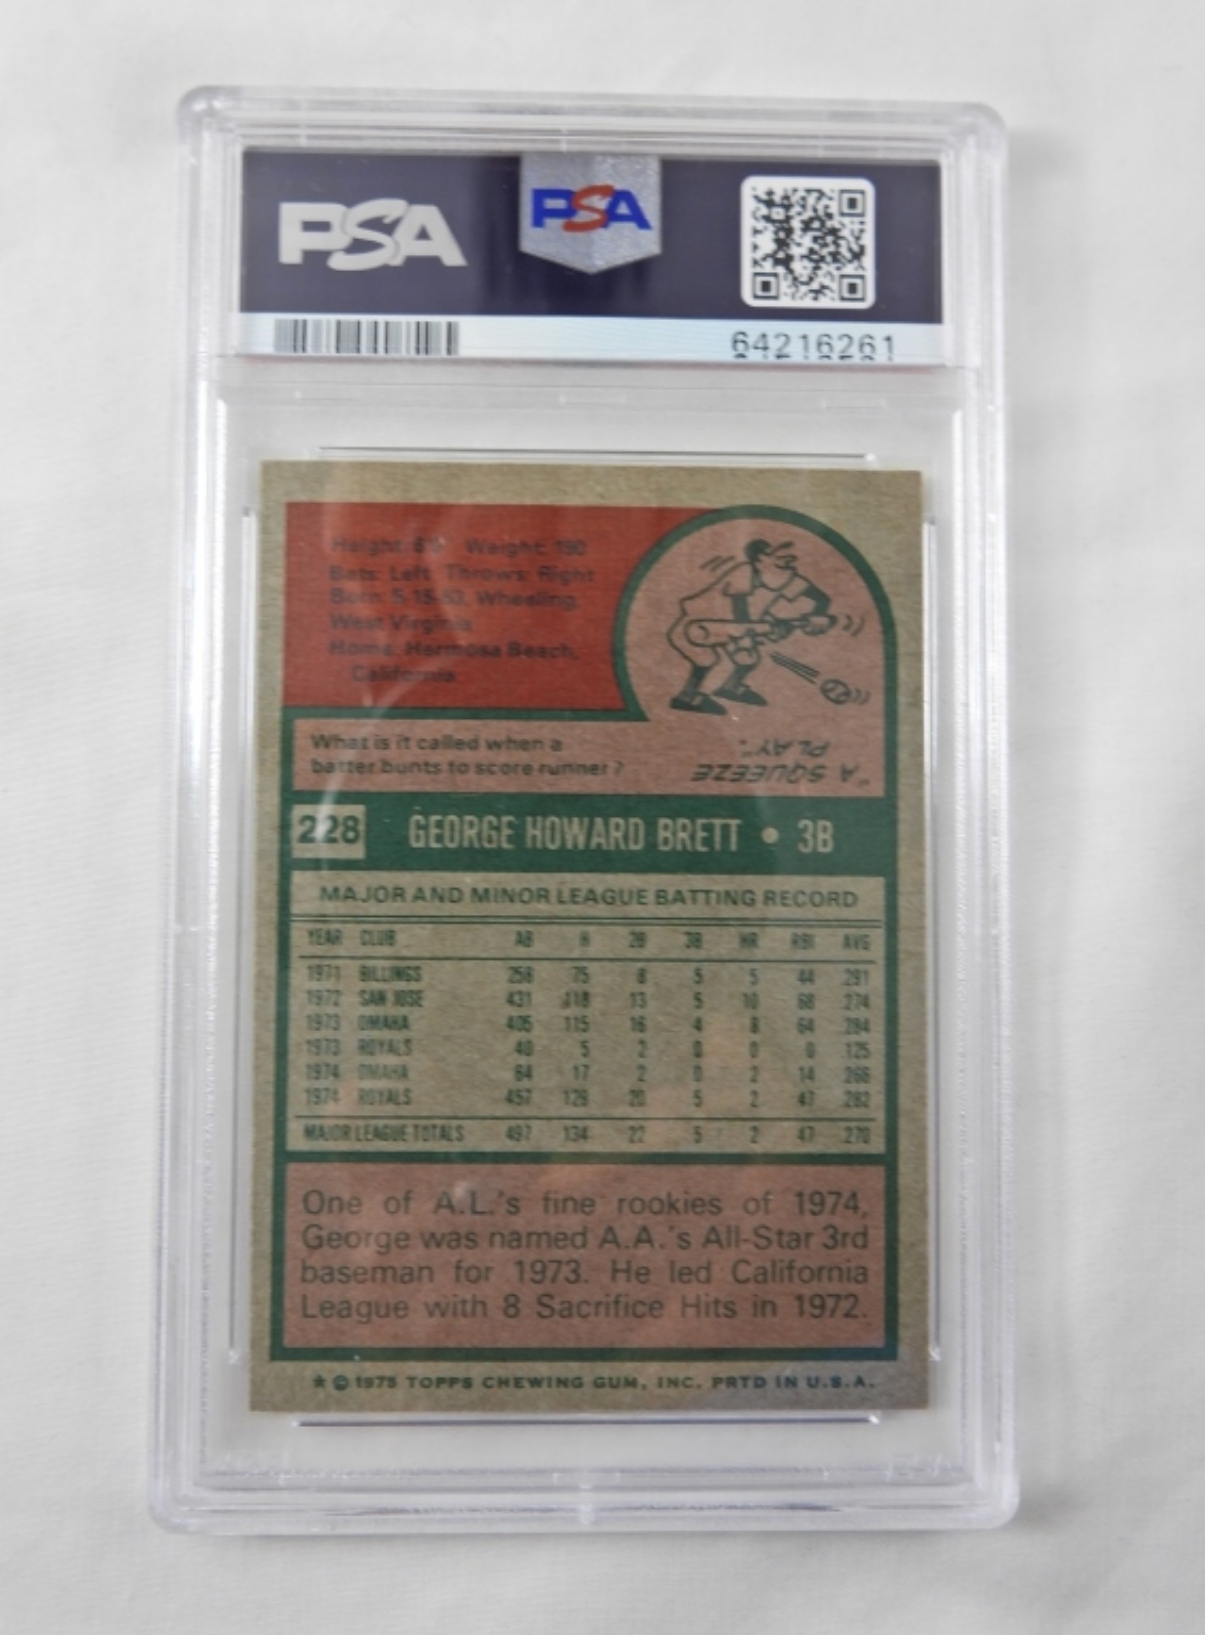 PSA PSA
64216261
Height: 6'0 Weight: 190
Bats: Left Throws: Right
Born: 5-15-53, Wheeling,
West Virginia
Home: Hermosa Beach,
California
What is it called when a
batter bunts to score runner?
"A SQUEEZE
PLAY".
228 GEORGE HOWARD BRETT • 3B
MAJOR AND MINOR LEAGUE BATTING RECORD
YEAR CLUB AB H 2B 3B HR RBI AVG
1971 BILLINGS 258 75 8 5 5 44 .291
1972 SAN JOSE 431 118 13 5 10 68 .274
1973 OMAHA 405 115 16 4 8 64 .284
1973 ROYALS 40 5 2 0 0 0 .125
1974 OMAHA 64 17 2 0 2 14 .266
1974 ROYALS 457 129 20 5 2 47 .282
MAJOR LEAGUE TOTALS 497 134 22 5 2 47 .270
One of A.L.'s fine rookies of 1974,
George was named A.A.'s All-Star 3rd
baseman for 1973. He led California
League with 8 Sacrifice Hits in 1972.
* © 1975 TOPPS CHEWING GUM, INC. PRTD IN U.S.A.